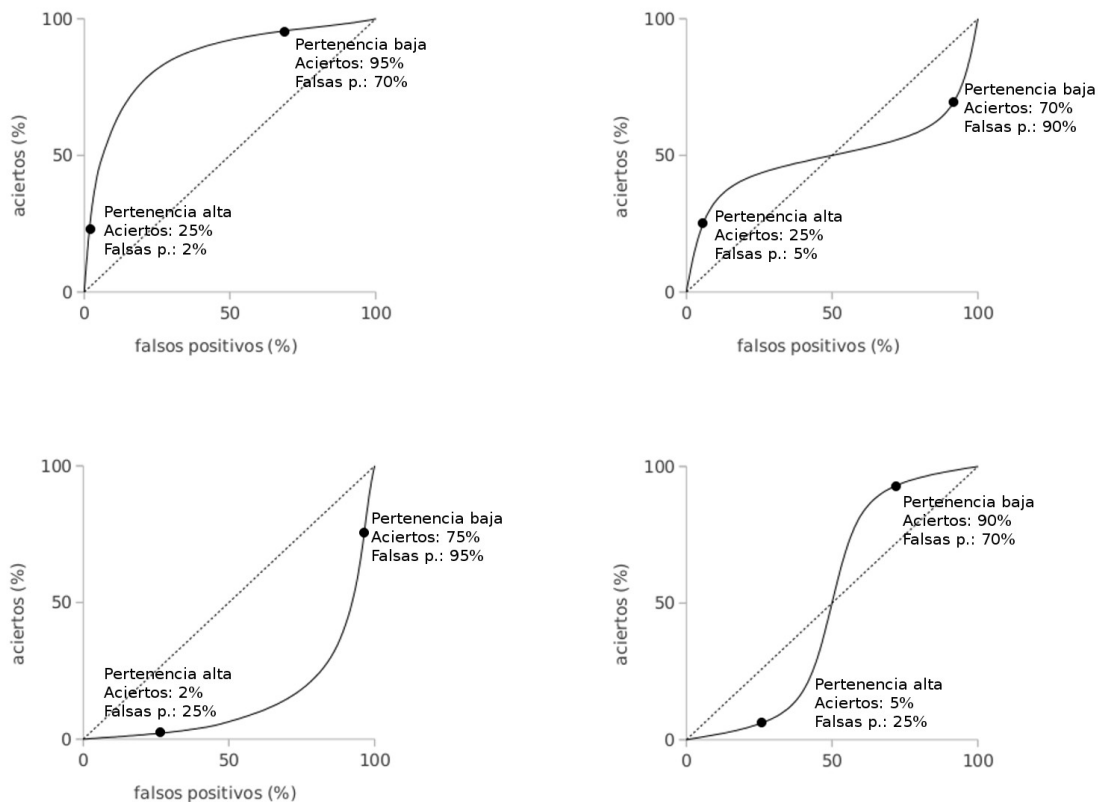 100
50
0
aciertos (%)
Pertenencia baja
Aciertos: 95%
Falsas p.: 70%
Pertenencia alta
Aciertos: 25%
Falsas p.: 2%
0
50
100
falsos positivos (%)
100
50
0
aciertos (%)
Pertenencia baja
Aciertos: 70%
Falsas p.: 90%
Pertenencia alta
Aciertos: 25%
Falsas p.: 5%
0
50
100
falsos positivos (%)
100
50
0
aciertos (%)
Pertenencia baja
Aciertos: 75%
Falsas p.: 95%
Pertenencia alta
Aciertos: 2%
Falsas p.: 25%
0
50
100
falsos positivos (%)
100
50
0
aciertos (%)
Pertenencia baja
Aciertos: 90%
Falsas p.: 70%
Pertenencia alta
Aciertos: 5%
Falsas p.: 25%
0
50
100